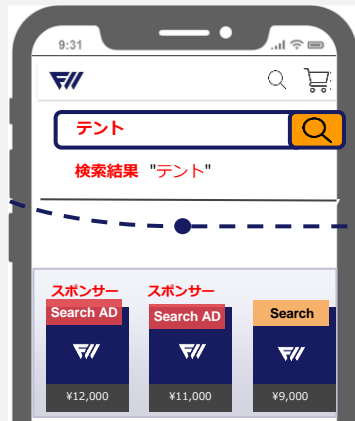 9:31
テント
検索結果 "テント"
スポンサー スポンサー
Search AD Search AD Search
¥12,000 ¥11,000 ¥9,000